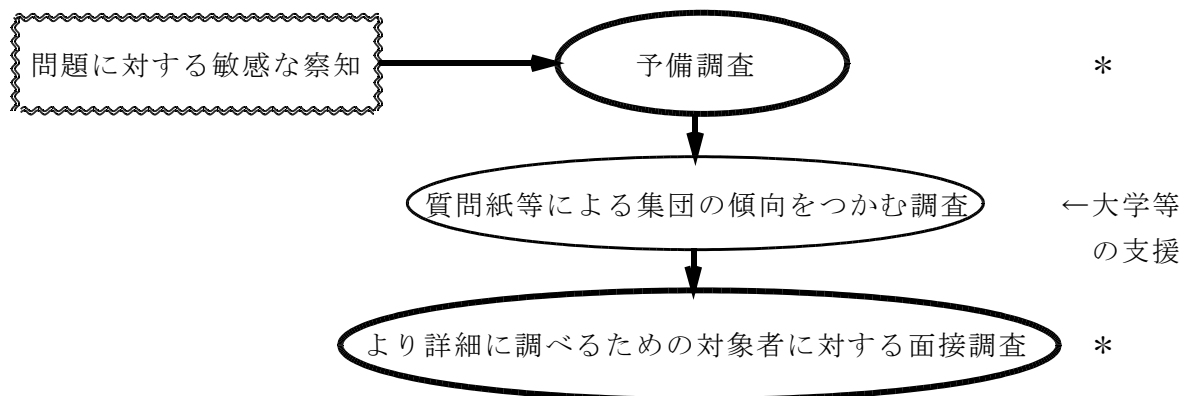 問題に対する敏感な察知
予備調査
*
質問紙等による集団の傾向をつかむ調査
←大学等
の支援
より詳細に調べるための対象者に対する面接調査
*